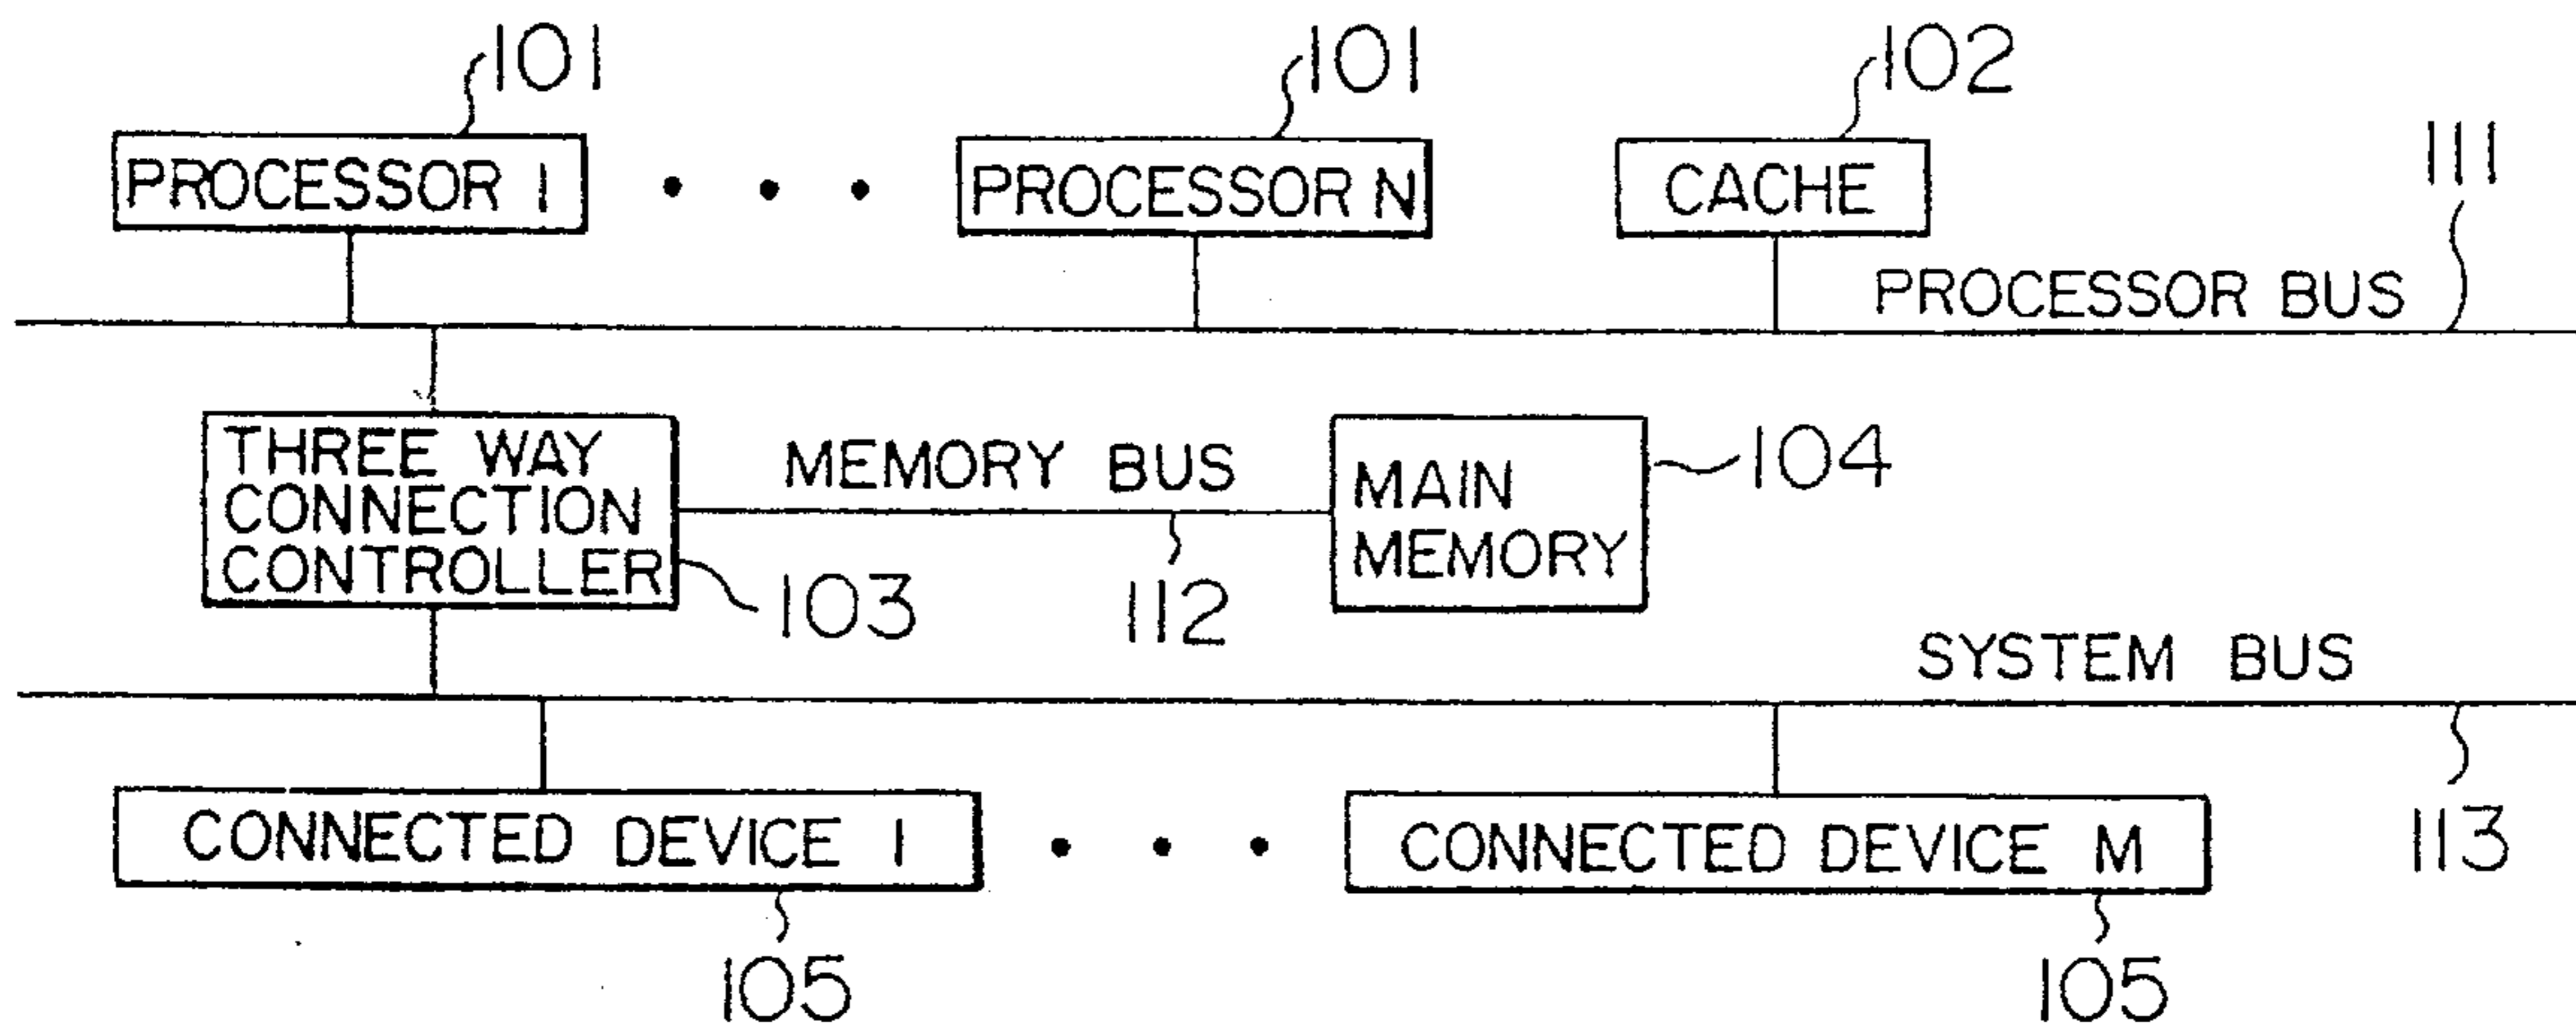 101
101
102
111
PROCESSOR 1
PROCESSOR N
CACHE
PROCESSOR BUS
THREE WAY
CONNECTION
CONTROLLER
103
MEMORY BUS
112
MAIN
MEMORY
104
SYSTEM BUS
113
CONNECTED DEVICE 1
CONNECTED DEVICE M
105
105